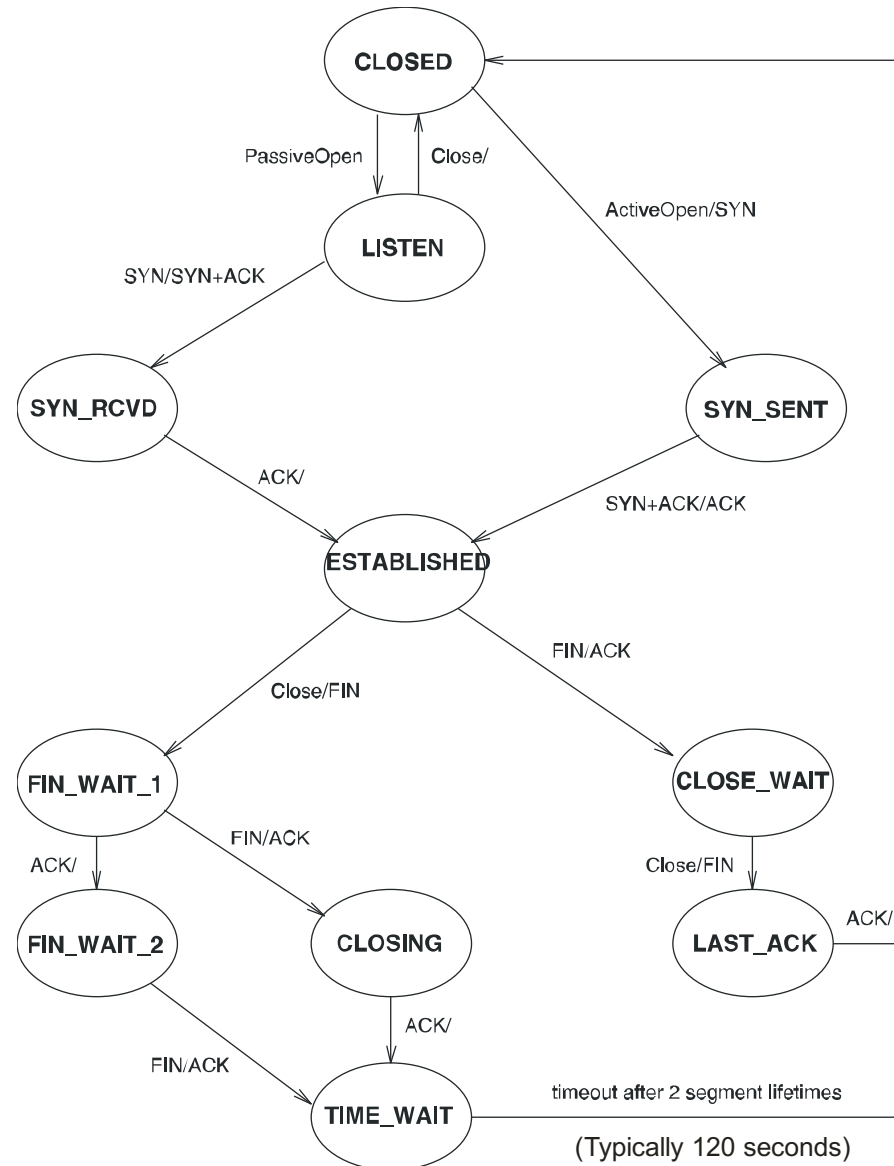 CLOSED
PassiveOpen
Close/
ActiveOpen/SYN
LISTEN
SYN/SYN+ACK
SYN_RCVD
SYN_SENT
ACK/
SYN+ACK/ACK
ESTABLISHED
FIN/ACK
Close/FIN
FIN_WAIT_1
CLOSE_WAIT
FIN/ACK
ACK/
Close/FIN
FIN_WAIT_2
CLOSING
LAST_ACK
ACK/
ACK/
FIN/ACK
TIME_WAIT
timeout after 2 segment lifetimes
(Typically 120 seconds)